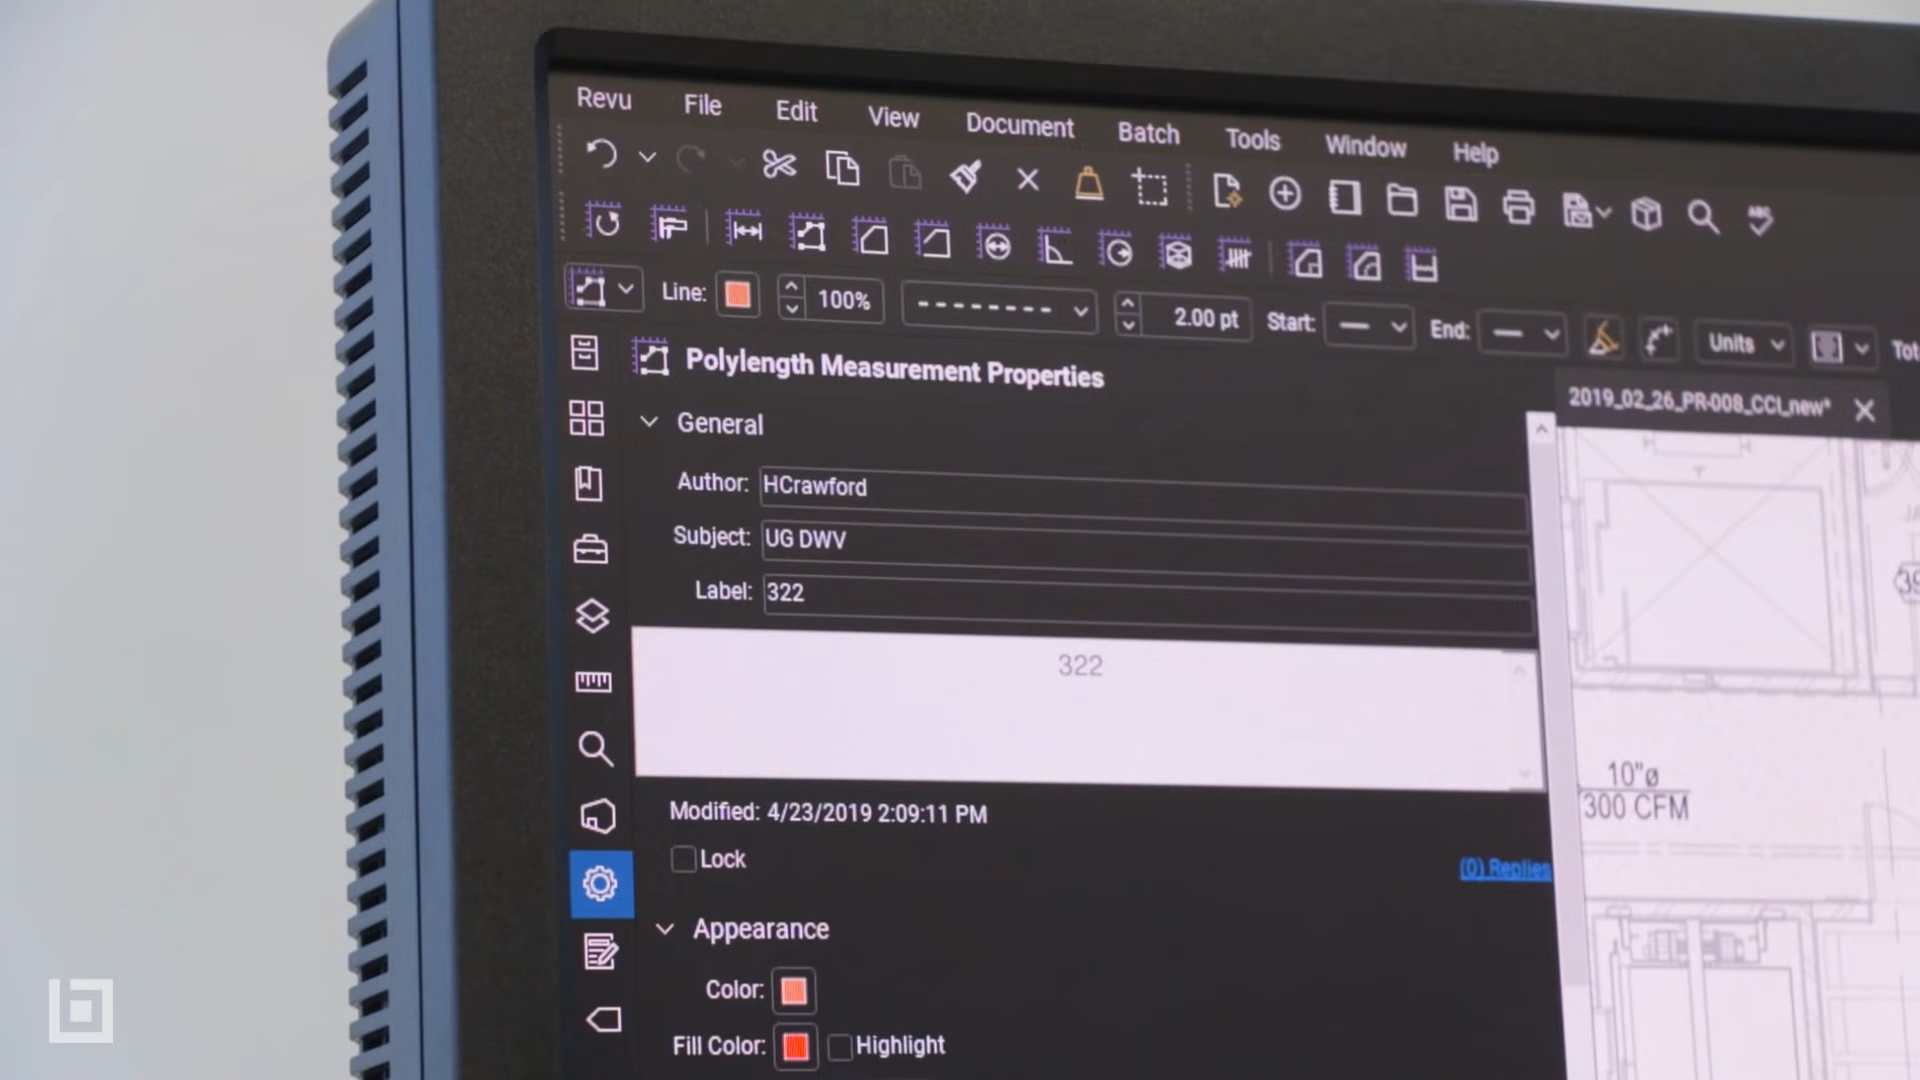 Revu File Edit View Document Batch Tools Window Help
ABC
Line: 100% 2.00 pt Start: End: Units
Polylength Measurement Properties
2019_02_26_PR-008_CCI_new*
General
Author: HCrawford
Subject: UG DWV
Label: 322
322
10"ø
300 CFM
Modified: 4/23/2019 2:09:11 PM
Lock
(0) Replies
Appearance
Color:
Fill Color: Highlight